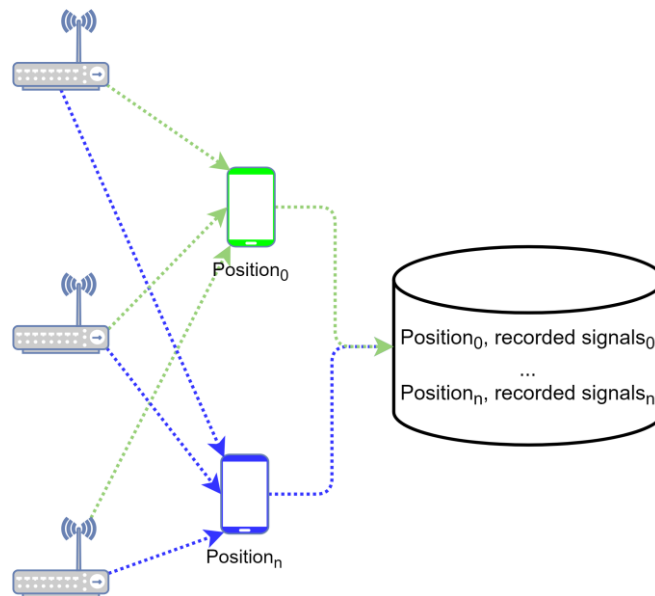 Position₀
Position₀, recorded signals₀
...
Positionₙ, recorded signalsₙ
Positionₙ